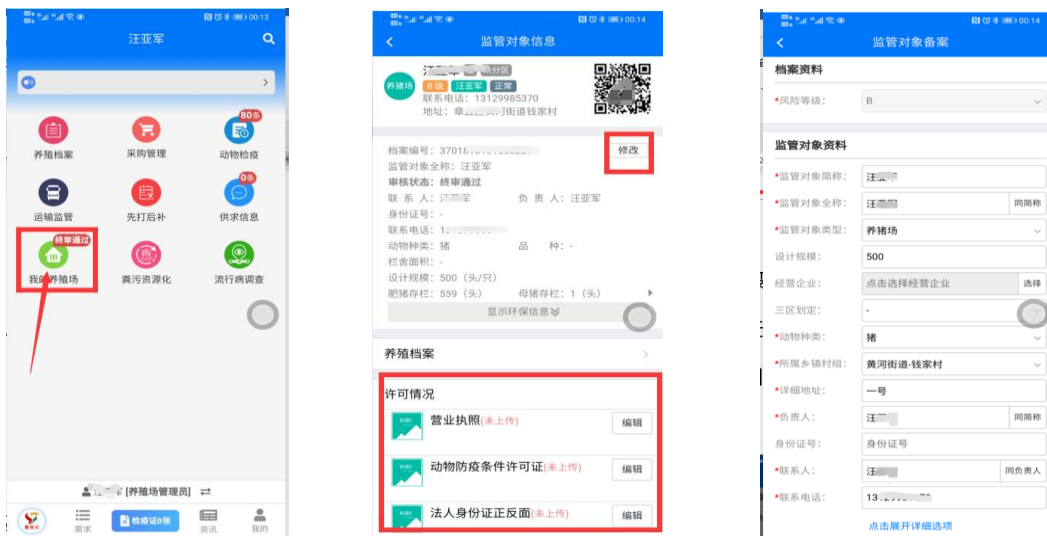 00:13
汪亚军
80条
养殖档案
采购管理
动物检疫
0条
运输监管
先打后补
供求信息
终审通过
我的养殖场
粪污资源化
流行病调查
[养殖场管理员]
需求
检疫证0张
资讯
我的
00:14
监管对象信息
养猪场
B级 汪亚军 正常
联系电话: 13129985370
街道钱家村
地址: 章
档案编号: 3701
修改
监管对象全称: 汪亚军
审核状态: 终审通过
联 系 人:
负 责 人: 汪亚军
身份证号: -
联系电话: 1
动物种类: 猪
品 种: -
栏舍面积: -
设计规模: 500 (头/只)
肥猪存栏: 559 (头)
母猪存栏: 1 (头)
显示环保信息
养殖档案
许可情况
营业执照(未上传)
编辑
动物防疫条件许可证(未上传)
编辑
法人身份证正反面(未上传)
编辑
00:14
监管对象备案
档案资料
*风险等级: B
监管对象资料
*监管对象简称: 汪
*监管对象全称: 汪
同简称
*监管对象类型: 养猪场
设计规模: 500
经营企业: 点击选择经营企业 选择
三区划定: -
*动物种类: 猪
*所属乡镇村组: 黄河街道-钱家村
*详细地址: 一号
*负责人: 汪
同简称
身份证号: 身份证号
*联系人: 汪
同负责人
*联系电话: 13
点击展开详细选项